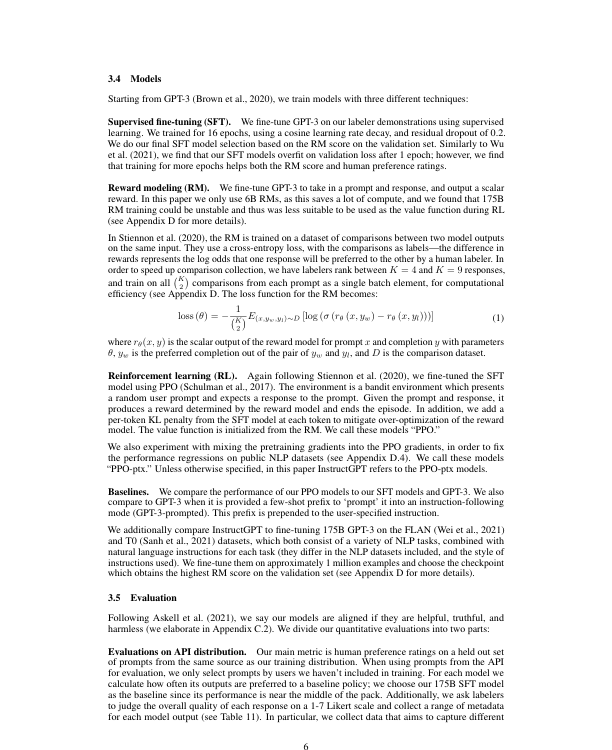 3.4 Models
Starting from GPT-3 (Brown et al., 2020), we train models with three different techniques:
Supervised fine-tuning (SFT). We fine-tune GPT-3 on our labeler demonstrations using supervised
learning. We trained for 16 epochs, using a cosine learning rate decay, and residual dropout of 0.2.
We do our final SFT model selection based on the RM score on the validation set. Similarly to Wu
et al. (2021), we find that our SFT models overfit on validation loss after 1 epoch; however, we find
that training for more epochs helps both the RM score and human preference ratings.
Reward modeling (RM). We fine-tune GPT-3 to take in a prompt and response, and output a scalar
reward. In this paper we only use 6B RMs, as this saves a lot of compute, and we found that 175B
RM training could be unstable and thus was less suitable to be used as the value function during RL
(see Appendix D for more details).
In Stiennon et al. (2020), the RM is trained on a dataset of comparisons between two model outputs
on the same input. They use a cross-entropy loss, with the comparisons as labels—the difference in
rewards represents the log odds that one response will be preferred to the other by a human labeler. In
order to speed up comparison collection, we have labelers rank between K = 4 and K = 9 responses,
and train on all (K 2) comparisons from each prompt as a single batch element, for computational
efficiency (see Appendix D. The loss function for the RM becomes:
loss (θ) = − 1/(K 2) E(x,yw,yl)∼D [log (σ (rθ (x, yw) − rθ (x, yl)))] (1)
where rθ(x, y) is the scalar output of the reward model for prompt x and completion y with parameters
θ, yw is the preferred completion out of the pair of yw and yl, and D is the comparison dataset.
Reinforcement learning (RL). Again following Stiennon et al. (2020), we fine-tuned the SFT
model using PPO (Schulman et al., 2017). The environment is a bandit environment which presents
a random user prompt and expects a response to the prompt. Given the prompt and response, it
produces a reward determined by the reward model and ends the episode. In addition, we add a
per-token KL penalty from the SFT model at each token to mitigate over-optimization of the reward
model. The value function is initialized from the RM. We call these models “PPO.”
We also experiment with mixing the pretraining gradients into the PPO gradients, in order to fix
the performance regressions on public NLP datasets (see Appendix D.4). We call these models
“PPO-ptx.” Unless otherwise specified, in this paper InstructGPT refers to the PPO-ptx models.
Baselines. We compare the performance of our PPO models to our SFT models and GPT-3. We also
compare to GPT-3 when it is provided a few-shot prefix to ‘prompt’ it into an instruction-following
mode (GPT-3-prompted). This prefix is prepended to the user-specified instruction.
We additionally compare InstructGPT to fine-tuning 175B GPT-3 on the FLAN (Wei et al., 2021)
and T0 (Sanh et al., 2021) datasets, which both consist of a variety of NLP tasks, combined with
natural language instructions for each task (they differ in the NLP datasets included, and the style of
instructions used). We fine-tune them on approximately 1 million examples and choose the checkpoint
which obtains the highest RM score on the validation set (see Appendix D for more details).
3.5 Evaluation
Following Askell et al. (2021), we say our models are aligned if they are helpful, truthful, and
harmless (we elaborate in Appendix C.2). We divide our quantitative evaluations into two parts:
Evaluations on API distribution. Our main metric is human preference ratings on a held out set
of prompts from the same source as our training distribution. When using prompts from the API
for evaluation, we only select prompts by users we haven’t included in training. For each model we
calculate how often its outputs are preferred to a baseline policy; we choose our 175B SFT model
as the baseline since its performance is near the middle of the pack. Additionally, we ask labelers
to judge the overall quality of each response on a 1-7 Likert scale and collect a range of metadata
for each model output (see Table 11). In particular, we collect data that aims to capture different
6